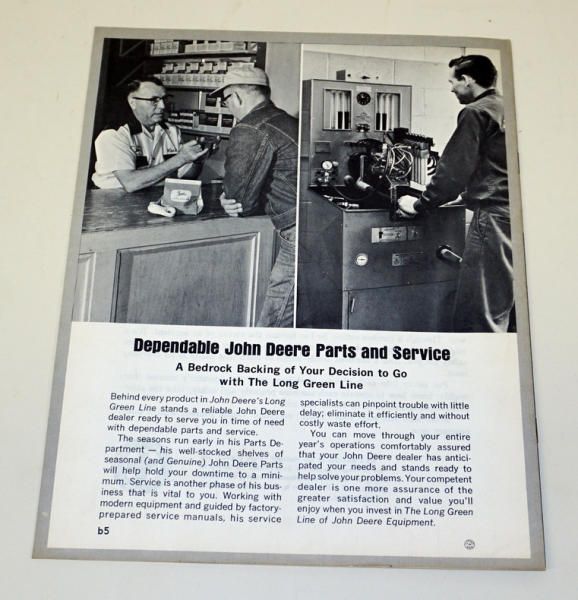 Dependable John Deere Parts and Service
A Bedrock Backing of Your Decision to Go
with The Long Green Line
Behind every product in John Deere's Long
Green Line stands a reliable John Deere
dealer ready to serve you in time of need
with dependable parts and service.
The seasons run early in his Parts De-
partment — his well-stocked shelves of
seasonal (and Genuine) John Deere Parts
will help hold your downtime to a mini-
mum. Service is another phase of his bus-
iness that is vital to you. Working with
modern equipment and guided by factory-
prepared service manuals, his service
specialists can pinpoint trouble with little
delay; eliminate it efficiently and without
costly waste effort.
You can move through your entire
year's operations comfortably assured
that your John Deere dealer has antici-
pated your needs and stands ready to
help solve your problems. Your competent
dealer is one more assurance of the
greater satisfaction and value you'll
enjoy when you invest in The Long Green
Line of John Deere Equipment.
b5